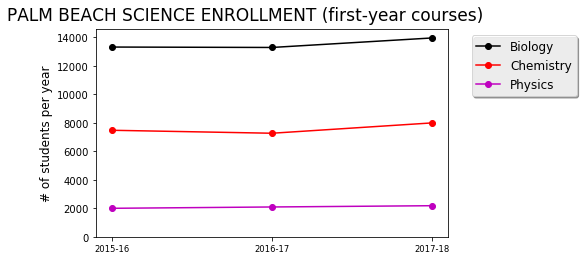 PALM BEACH SCIENCE ENROLLMENT (first-year courses)
Biology
Chemistry
Physics
# of students per year
14000
12000
10000
8000
6000
4000
2000
0
2015-16
2016-17
2017-18